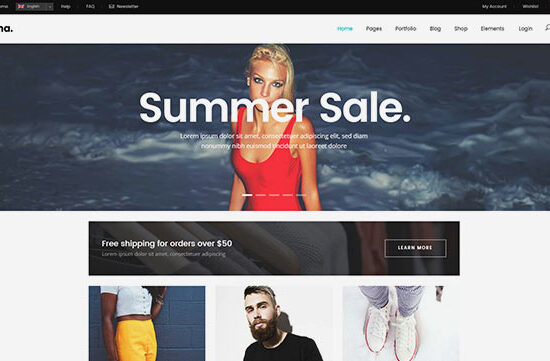 English
Help
FAQ
Newsletter
My Account
Wishlist
Home
Pages
Portfolio
Blog
Shop
Elements
Login
Summer Sale.
Lorem ipsum dolor sit amet, consectetuer adipiscing elit, sed diam
nonummy nibh euismod tincidunt ut laoreet dolore
Free shipping for orders over $50
Lorem ipsum dolor sit amet, consectetuer adipiscing
LEARN MORE